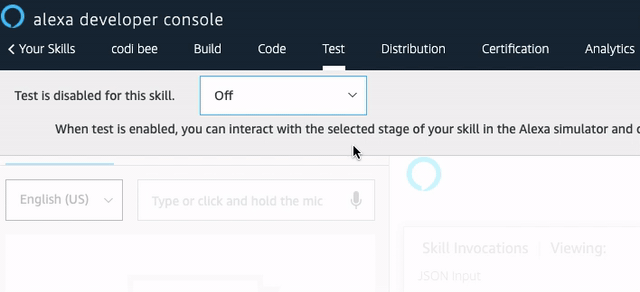 alexa developer console
Your Skills codi bee Build Code Test Distribution Certification Analytics
Test is disabled for this skill. Off
When test is enabled, you can interact with the selected stage of your skill in the Alexa simulator and
English (US) Type or click and hold the mic
Skill Invocations Viewing:
JSON Input